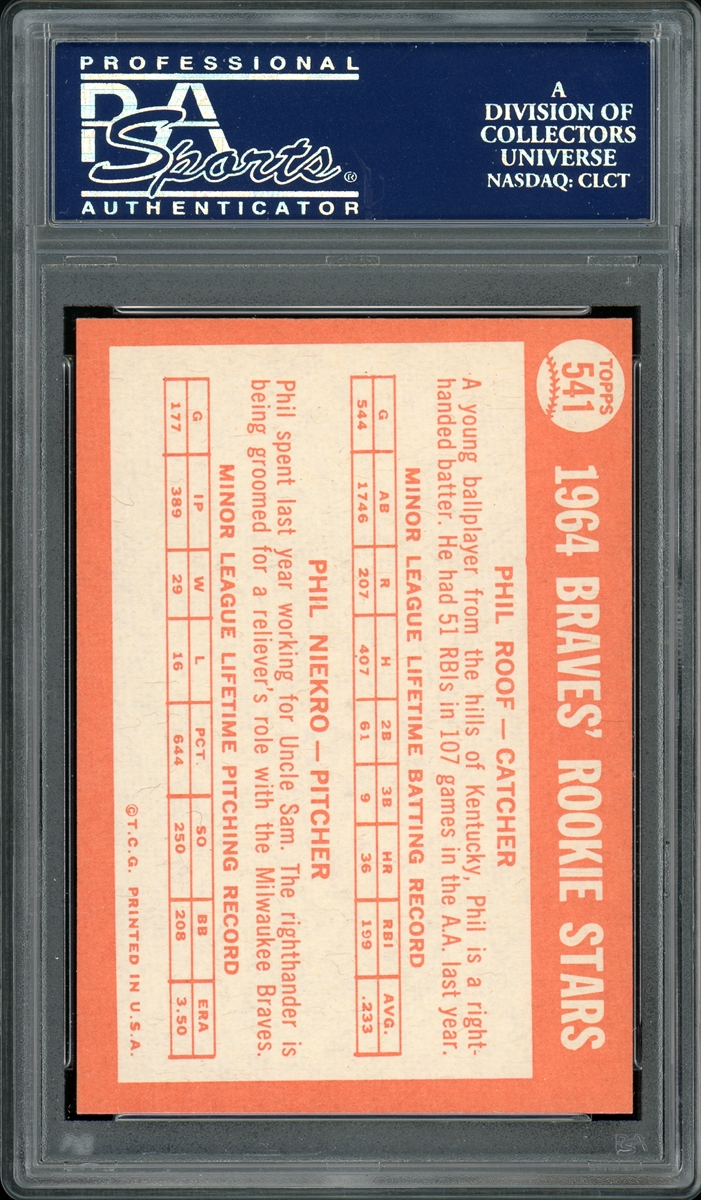 PROFESSIONAL
PSA
Sports
AUTHENTICATOR
A
DIVISION OF
COLLECTORS
UNIVERSE
NASDAQ: CLCT
TOPPS
541
1964 BRAVES' ROOKIE STARS
PHIL ROOF — CATCHER
A young ballplayer from the hills of Kentucky, Phil is a right-
handed batter. He had 51 RBIs in 107 games in the A.A. last year.
MINOR LEAGUE LIFETIME BATTING RECORD
G AB R H 2B 3B HR RBI AVG.
544 1746 207 407 61 9 36 199 .233
PHIL NIEKRO — PITCHER
Phil spent last year working for Uncle Sam. The righthander is
being groomed for a reliever's role with the Milwaukee Braves.
MINOR LEAGUE LIFETIME PITCHING RECORD
G IP W L PCT. SO BB ERA
177 389 29 16 644 250 208 3.50
©T.C.G. PRINTED IN U.S.A.